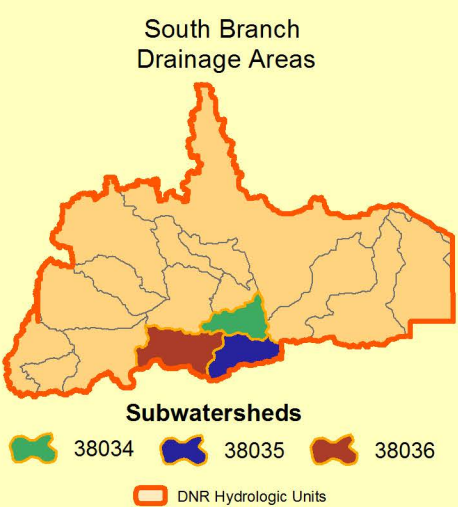 South Branch
Drainage Areas
Subwatersheds
38034 38035 38036
DNR Hydrologic Units